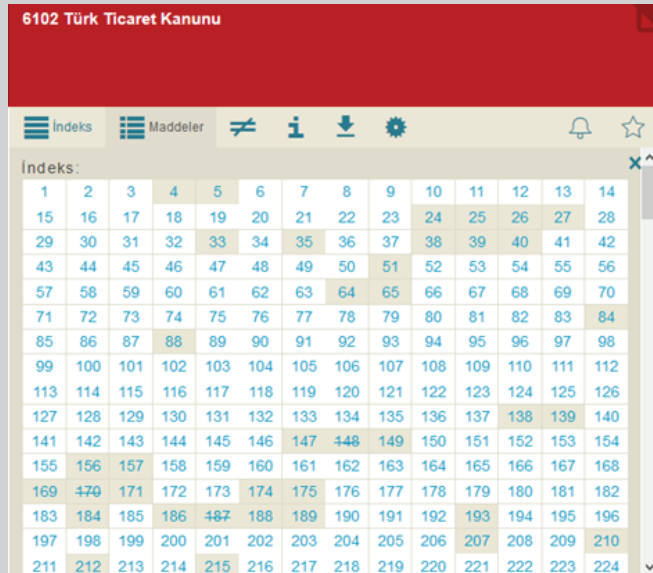 6102 Türk Ticaret Kanunu
İndeks Maddeler
İndeks:
1 2 3 4 5 6 7 8 9 10 11 12 13 14
15 16 17 18 19 20 21 22 23 24 25 26 27 28
29 30 31 32 33 34 35 36 37 38 39 40 41 42
43 44 45 46 47 48 49 50 51 52 53 54 55 56
57 58 59 60 61 62 63 64 65 66 67 68 69 70
71 72 73 74 75 76 77 78 79 80 81 82 83 84
85 86 87 88 89 90 91 92 93 94 95 96 97 98
99 100 101 102 103 104 105 106 107 108 109 110 111 112
113 114 115 116 117 118 119 120 121 122 123 124 125 126
127 128 129 130 131 132 133 134 135 136 137 138 139 140
141 142 143 144 145 146 147 148 149 150 151 152 153 154
155 156 157 158 159 160 161 162 163 164 165 166 167 168
169 170 171 172 173 174 175 176 177 178 179 180 181 182
183 184 185 186 187 188 189 190 191 192 193 194 195 196
197 198 199 200 201 202 203 204 205 206 207 208 209 210
211 212 213 214 215 216 217 218 219 220 221 222 223 224